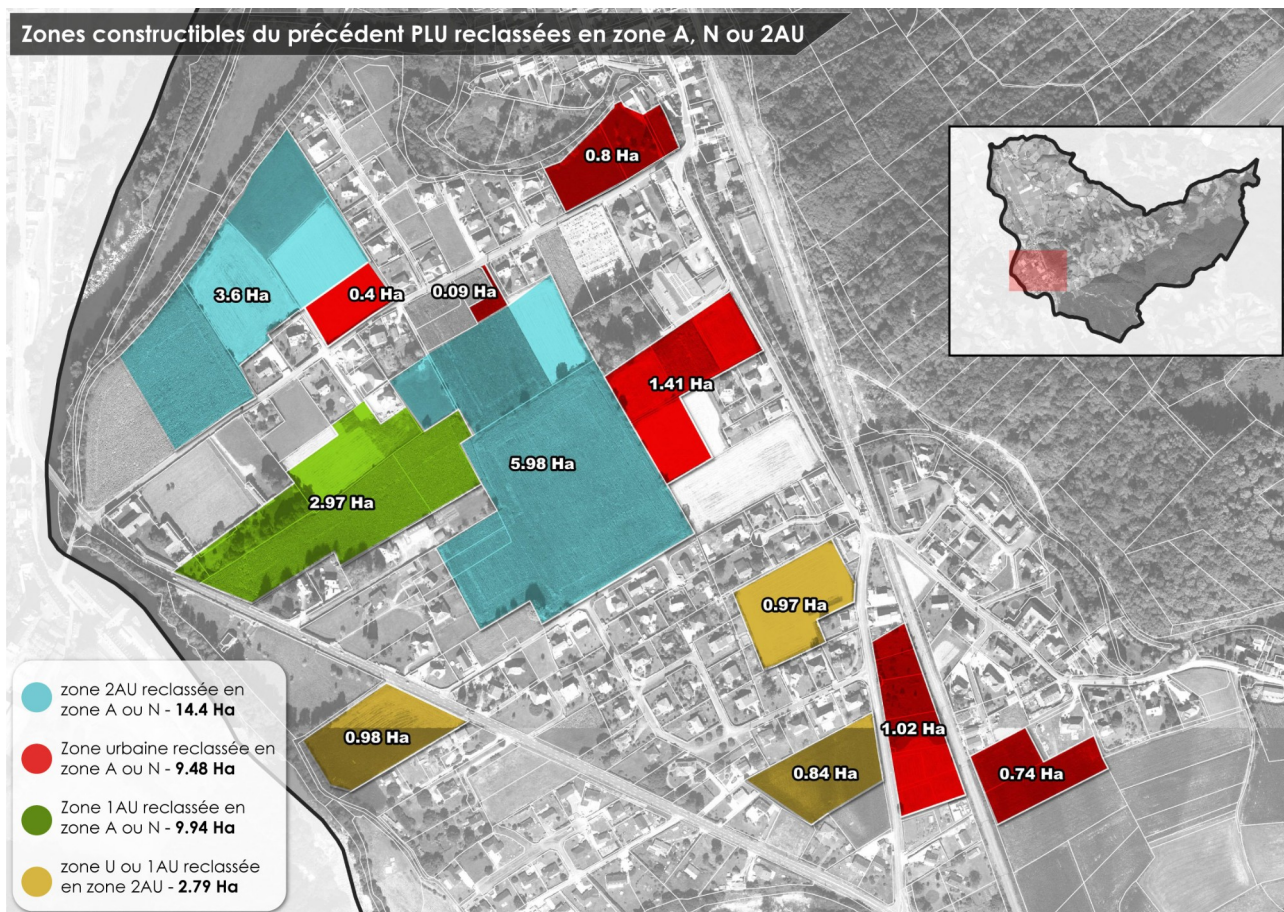 Zones constructibles du précédent PLU reclassées en zone A, N ou 2AU
0.8 Ha
3.6 Ha
0.4 Ha
0.09 Ha
1.41 Ha
5.98 Ha
2.97 Ha
0.97 Ha
0.98 Ha
1.02 Ha
0.84 Ha
0.74 Ha
zone 2AU reclassée en
zone A ou N - 14.4 Ha
Zone urbaine reclassée en
zone A ou N - 9.48 Ha
Zone 1AU reclassée en
zone A ou N - 9.94 Ha
zone U ou 1AU reclassée
en zone 2AU - 2.79 Ha